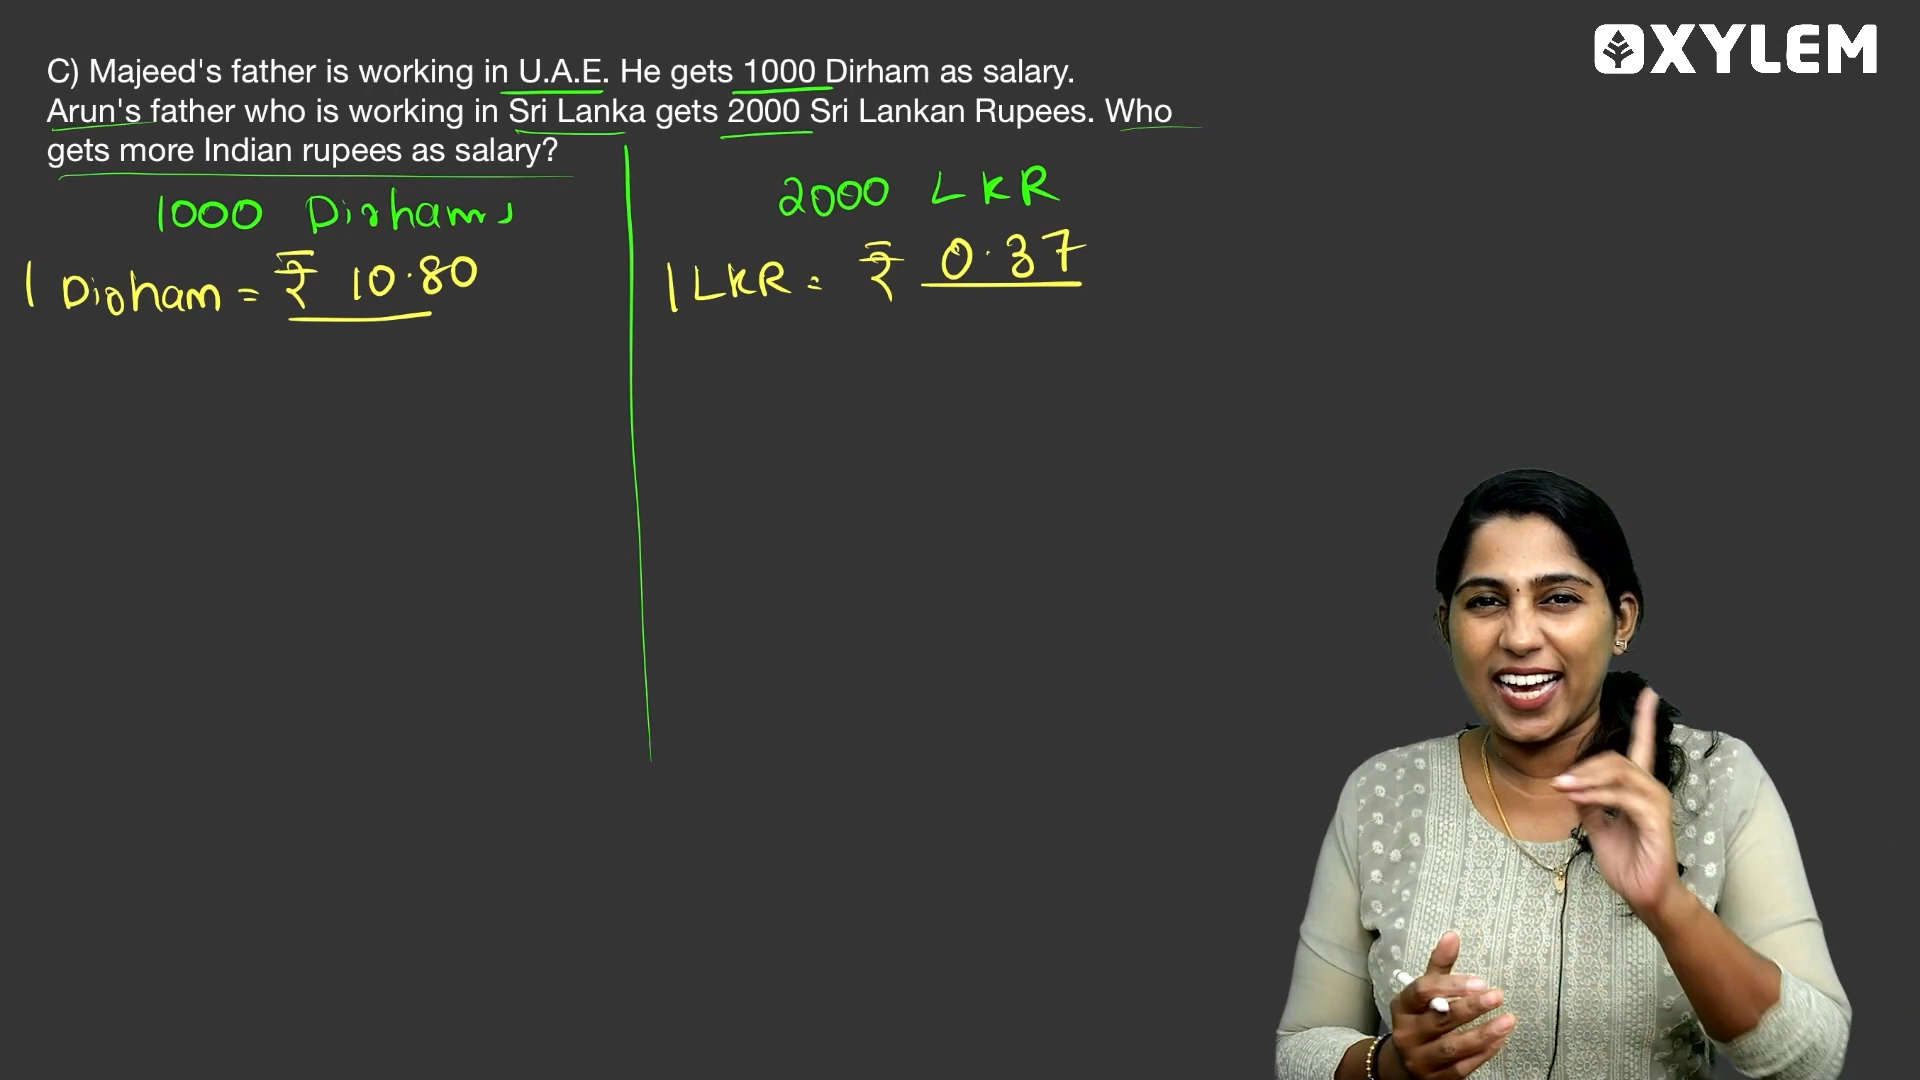 OXYLEM
C) Majeed's father is working in U.A.E. He gets 1000 Dirham as salary.
Arun's father who is working in Sri Lanka gets 2000 Sri Lankan Rupees. Who
gets more Indian rupees as salary?
1000 Dirhams
2000 LKR
1 Dirham = ₹ 10.80
1 LKR = ₹ 0.37